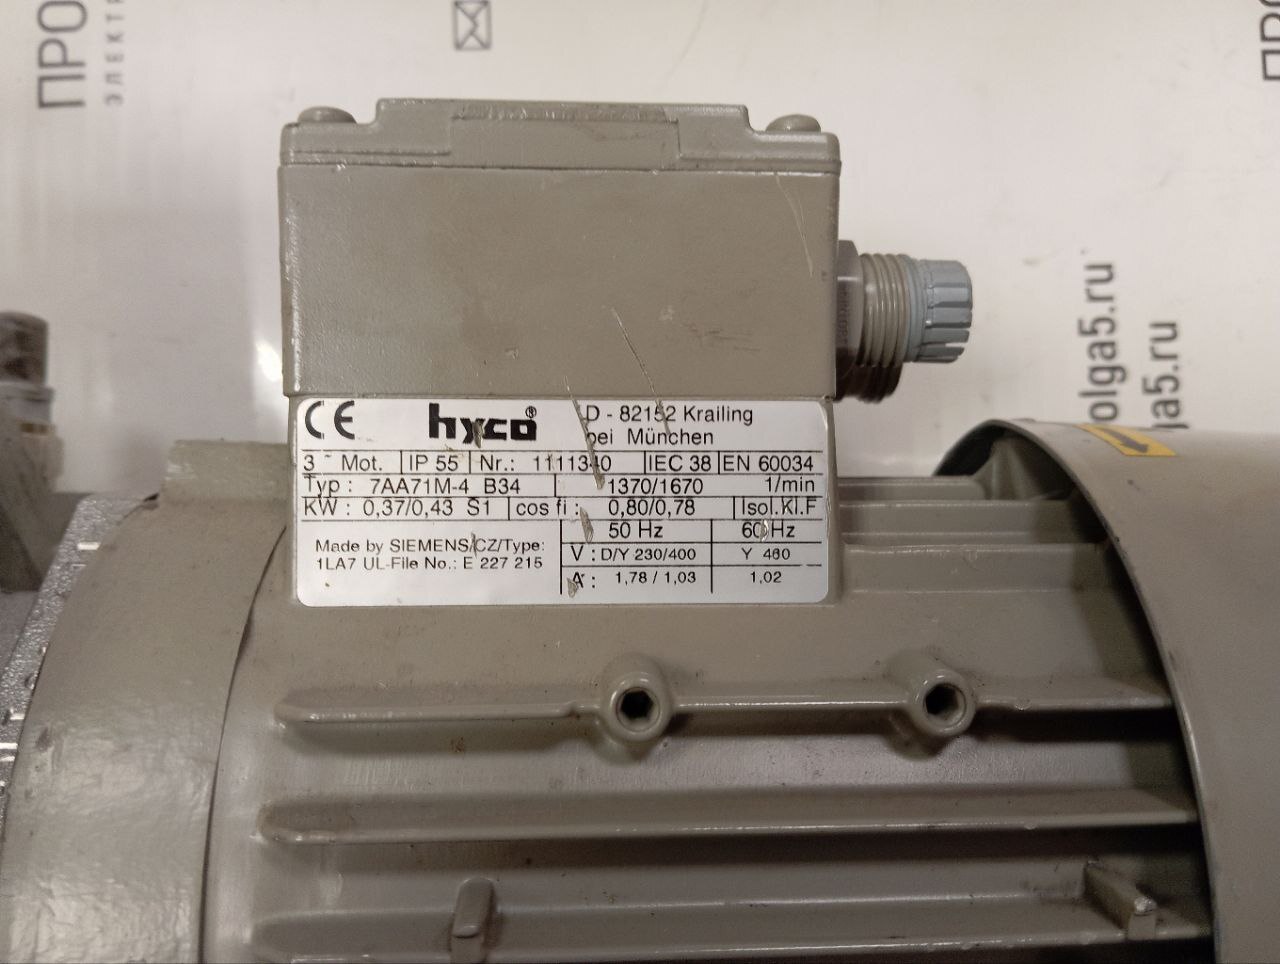 ПРО
ЭЛЕКТР
ПРО
olga5.ru
ga5.ru
CE hyco® D - 82152 Krailing
bei München
3~ Mot. IP 55 Nr.: 1111340 IEC 38 EN 60034
Typ : 7AA71M-4 B34 1370/1670 1/min
KW : 0,37/0,43 S1 cos fi : 0,80/0,78 Isol.Kl.F
50 Hz 60 Hz
Made by SIEMENS/CZ/Type:
1LA7 UL-File No.: E 227 215
V : D/Y 230/400 Y 460
A : 1,78 / 1,03 1,02